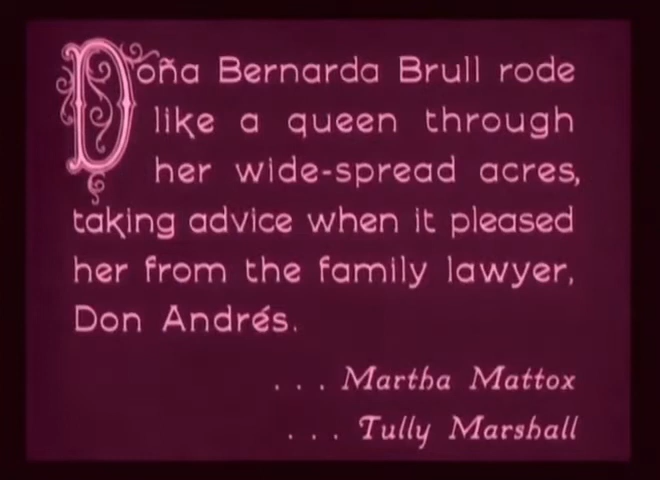 Doña Bernarda Brull rode
like a queen through
her wide-spread acres,
taking advice when it pleased
her from the family lawyer,
Don Andrés.
. . . Martha Mattox
. . . Tully Marshall